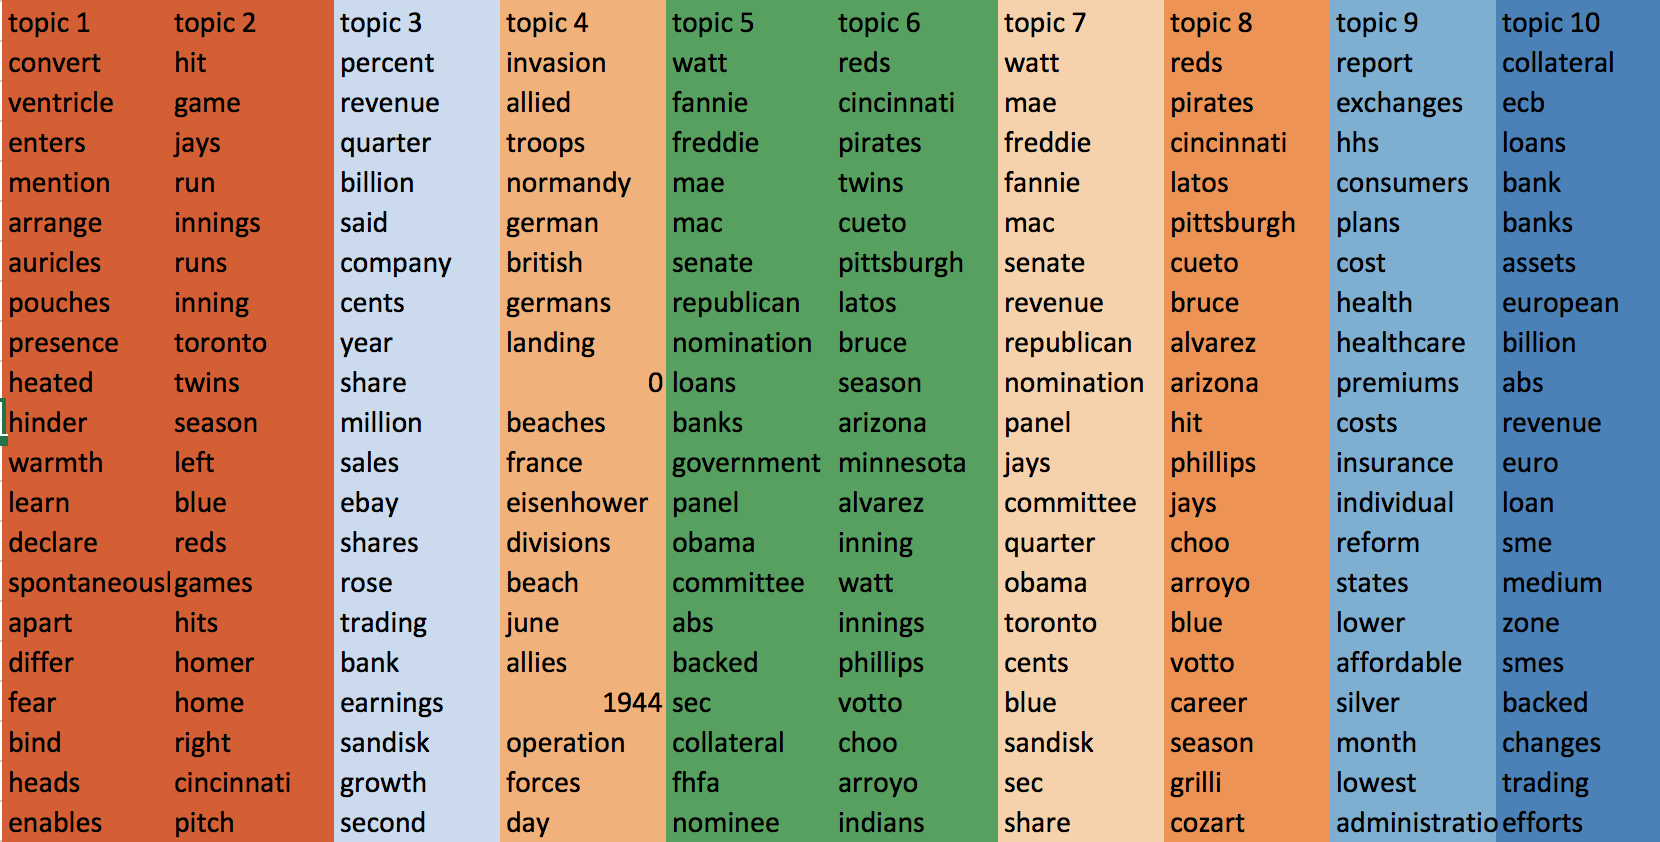 topic 1 topic 2 topic 3 topic 4 topic 5 topic 6 topic 7 topic 8 topic 9 topic 10
convert hit percent invasion watt reds watt reds report collateral
ventricle game revenue allied fannie cincinnati mae pirates exchanges ecb
enters jays quarter troops freddie pirates freddie cincinnati hhs loans
mention run billion normandy mae twins fannie latos consumers bank
arrange innings said german mac cueto mac pittsburgh plans banks
auricles runs company british senate pittsburgh senate cueto cost assets
pouches inning cents germans republican latos revenue bruce health european
presence toronto year landing nomination bruce republican alvarez healthcare billion
heated twins share 0 loans season nomination arizona premiums abs
hinder season million beaches banks arizona panel hit costs revenue
warmth left sales france government minnesota jays phillips insurance euro
learn blue ebay eisenhower panel alvarez committee jays individual loan
declare reds shares divisions obama inning quarter choo reform sme
spontaneousl games rose beach committee watt obama arroyo states medium
apart hits trading june abs innings toronto blue lower zone
differ homer bank allies backed phillips cents votto affordable smes
fear home earnings 1944 sec votto blue career silver backed
bind right sandisk operation collateral choo sandisk season month changes
heads cincinnati growth forces fhfa arroyo sec grilli lowest trading
enables pitch second day nominee indians share cozart administratio efforts